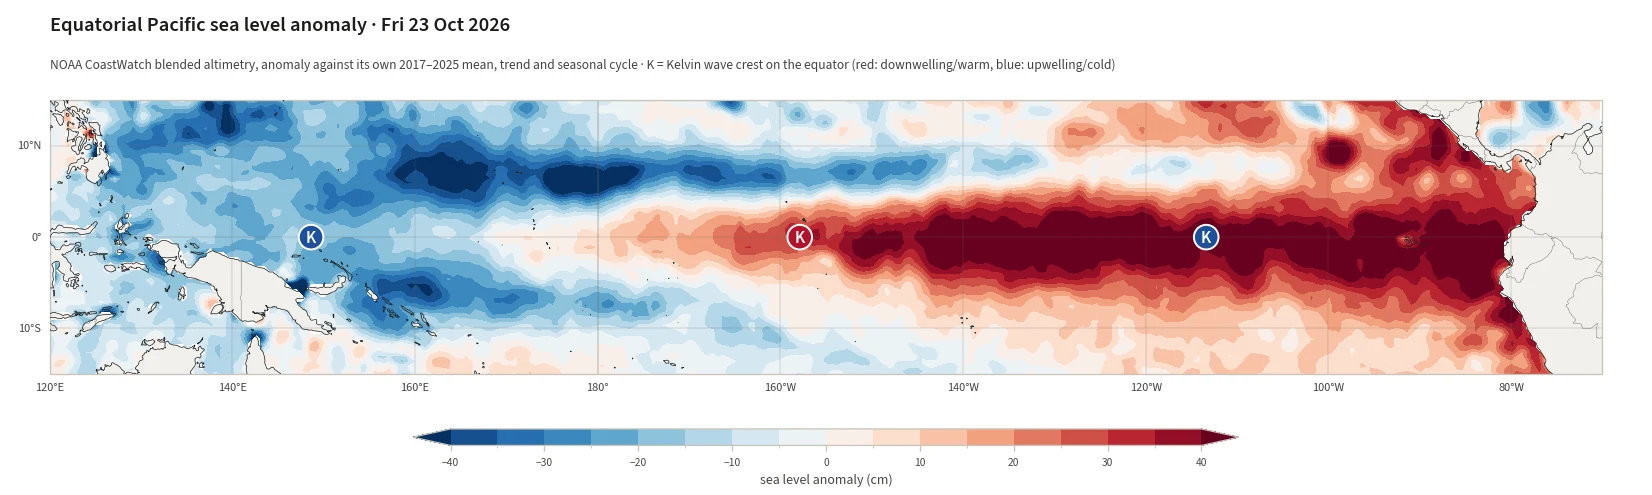 Equatorial Pacific sea level anomaly · Fri 23 Oct 2026
NOAA CoastWatch blended altimetry, anomaly against its own 2017–2025 mean, trend and seasonal cycle · K = Kelvin wave crest on the equator (red: downwelling/warm, blue: upwelling/cold)
10°N
0°
K K K
10°S
120°E 140°E 160°E 180° 160°W 140°W 120°W 100°W 80°W
−40 −30 −20 −10 0 10 20 30 40
sea level anomaly (cm)